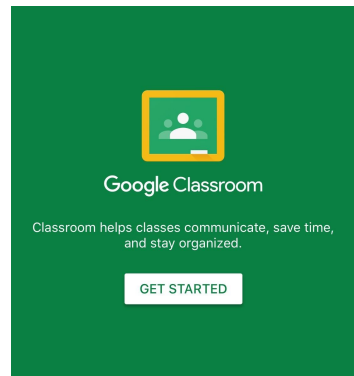 Google Classroom
Classroom helps classes communicate, save time,
and stay organized.
GET STARTED